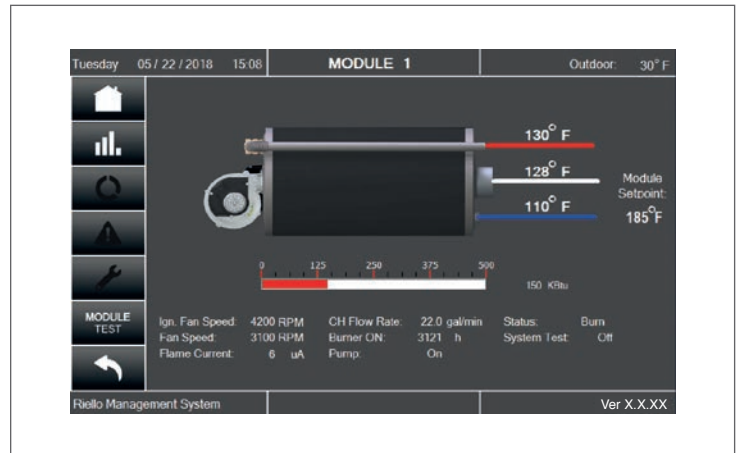 Tuesday 05 / 22 / 2018 15:08 MODULE 1 Outdoor: 30° F
130° F
128° F
Module
Setpoint:
110° F
185°F
0 125 250 375 500
150 KBtu
MODULE
TEST
Ign. Fan Speed: 4200 RPM CH Flow Rate: 22.0 gal/min Status: Burn
Fan Speed: 3100 RPM Burner ON: 3121 h System Test: Off
Flame Current: 6 uA Pump: On
Riello Management System Ver X.X.XX